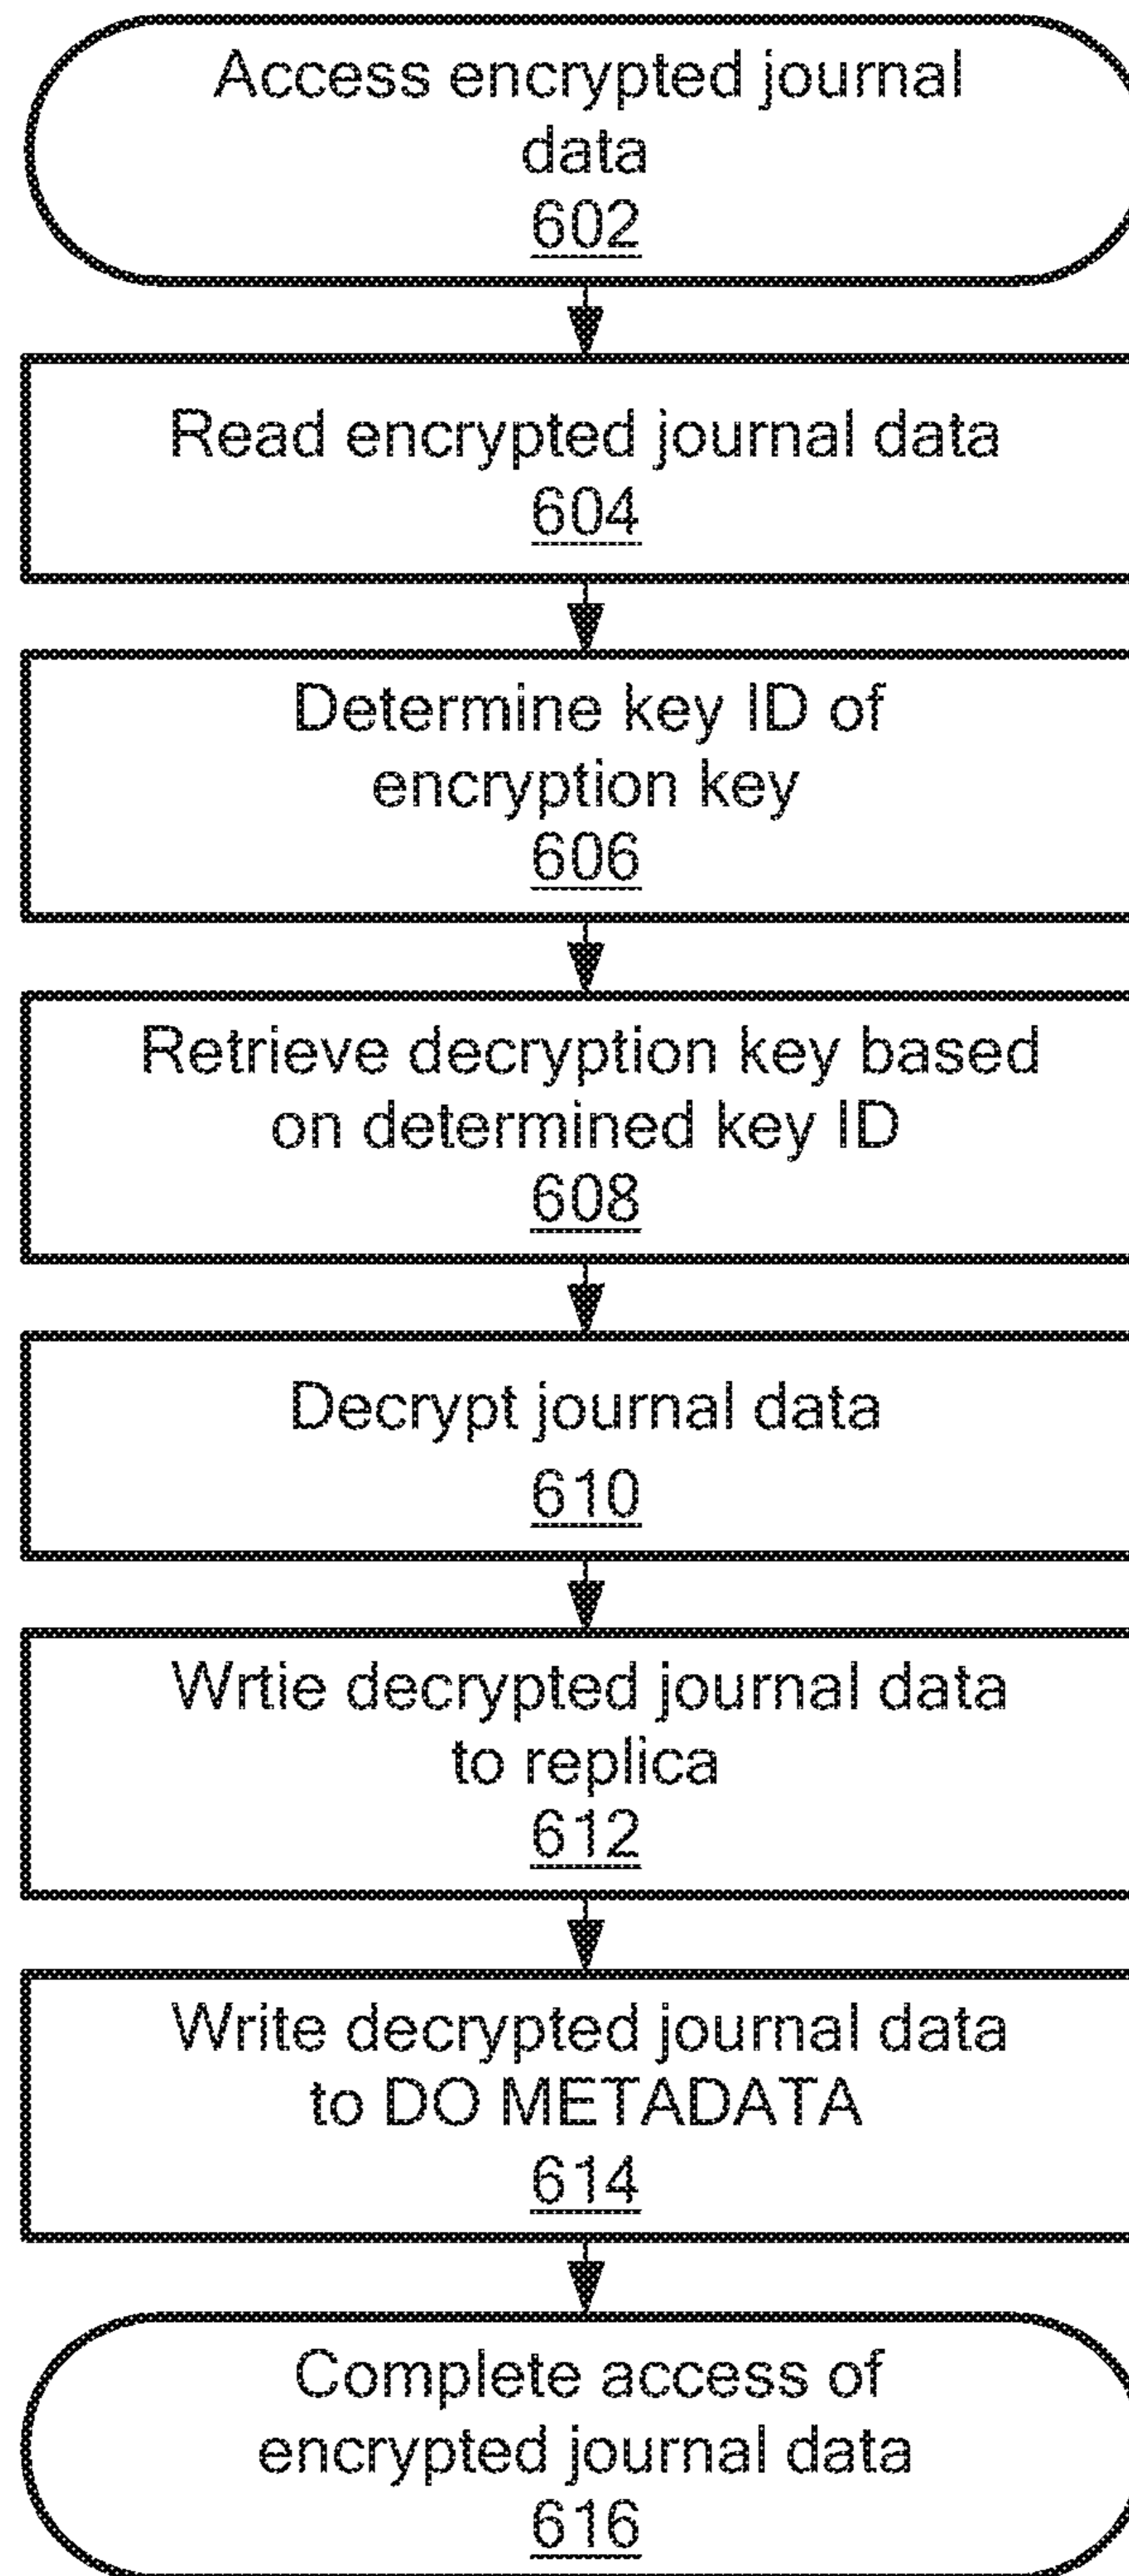 Access encrypted journal
data
602
Read encrypted journal data
604
Determine key ID of
encryption key
606
Retrieve decryption key based
on determined key ID
608
Decrypt journal data
610
Wrtie decrypted journal data
to replica
612
Write decrypted journal data
to DO METADATA
614
Complete access of
encrypted journal data
616